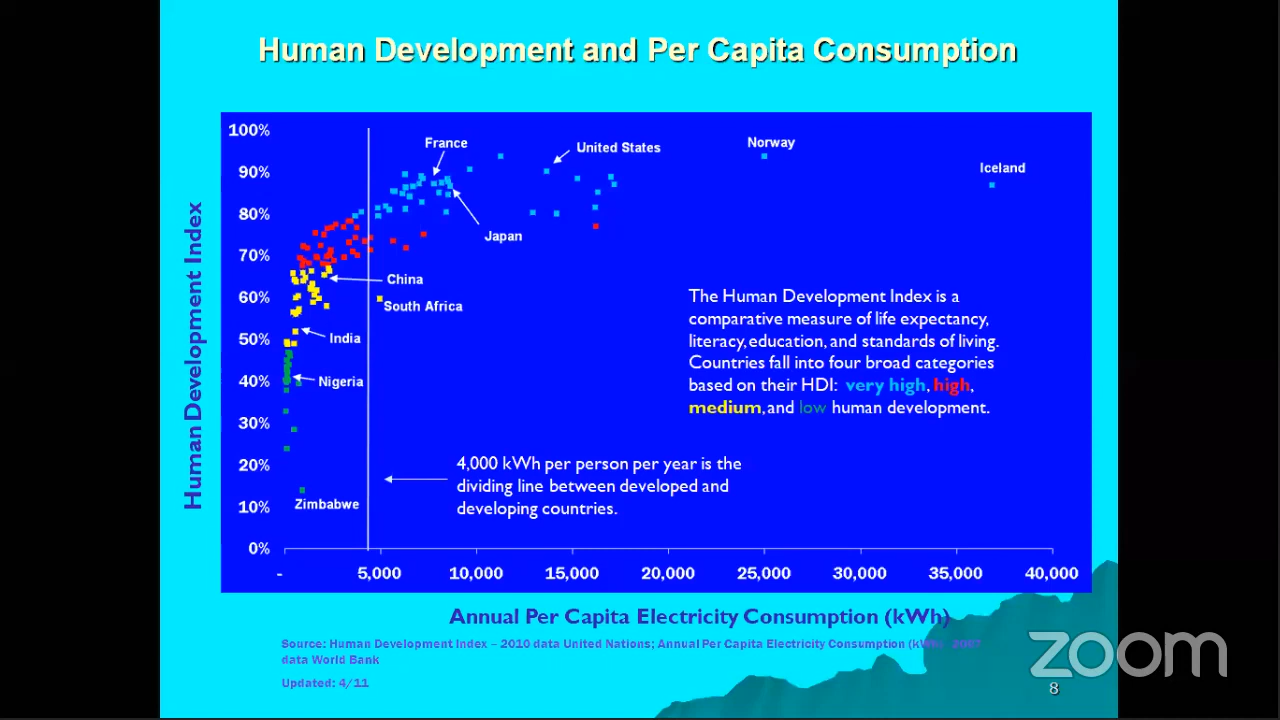 Human Development and Per Capita Consumption
100%
90%
80%
70%
60%
50%
40%
30%
20%
10%
0%
Human Development Index
France
United States
Norway
Iceland
Japan
China
South Africa
India
Nigeria
Zimbabwe
The Human Development Index is a
comparative measure of life expectancy,
literacy, education, and standards of living.
Countries fall into four broad categories
based on their HDI: very high, high,
medium, and low human development.
4,000 kWh per person per year is the
dividing line between developed and
developing countries.
- 5,000 10,000 15,000 20,000 25,000 30,000 35,000 40,000
Annual Per Capita Electricity Consumption (kWh)
Source: Human Development Index – 2010 data United Nations; Annual Per Capita Electricity Consumption (kWh) - 2007
data World Bank
Updated: 4/11
zoom
8